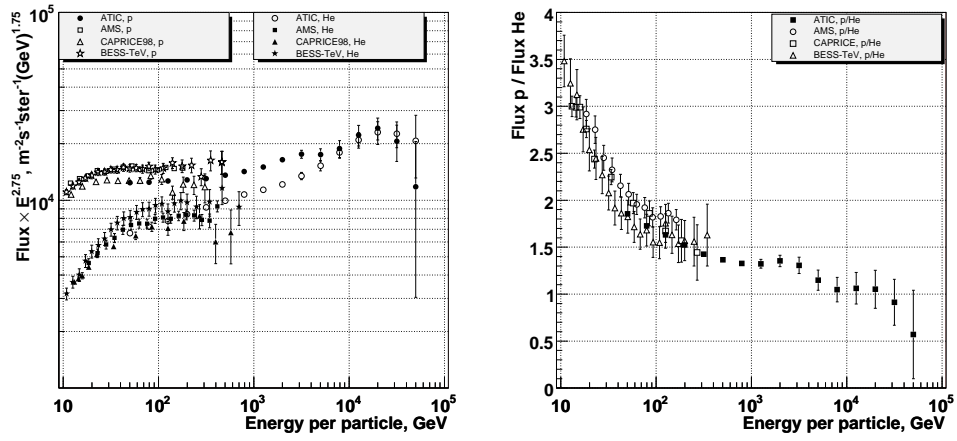 10^5
ATIC, p
AMS, p
CAPRICE98, p
BESS-TeV, p
ATIC, He
AMS, He
CAPRICE98, He
BESS-TeV, He
Flux × E^2.75, m^-2s^-1ster^-1(GeV)^1.75
10^4
10 10^2 10^3 10^4 10^5
Energy per particle, GeV
ATIC, p/He
AMS, p/He
CAPRICE, p/He
BESS-TeV, p/He
Flux p / Flux He
4
3.5
3
2.5
2
1.5
1
0.5
0
10 10^2 10^3 10^4 10^5
Energy per particle, GeV